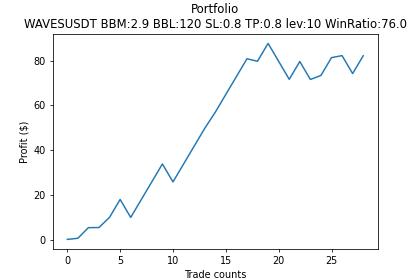 Portfolio
WAVESUSDT BBM:2.9 BBL:120 SL:0.8 TP:0.8 lev:10 WinRatio:76.0
Profit ($)
80
60
40
20
0
0 5 10 15 20 25
Trade counts